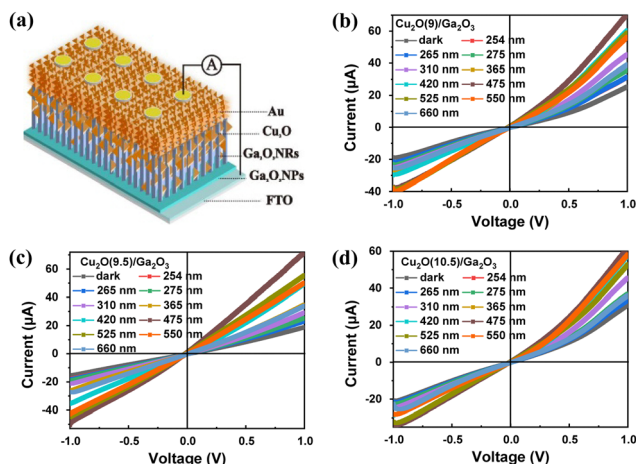 (a)
A
Au
Cu₂O
Ga₂O₃NRs
Ga₂O₃NPs
FTO
(b)
Cu₂O(9)/Ga₂O₃
dark 254 nm
265 nm 275 nm
310 nm 365 nm
420 nm 475 nm
525 nm 550 nm
660 nm
Current (μA)
60
40
20
0
-20
-40
-1.0 -0.5 0.0 0.5 1.0
Voltage (V)
(c)
Cu₂O(9.5)/Ga₂O₃
dark 254 nm
265 nm 275 nm
310 nm 365 nm
420 nm 475 nm
525 nm 550 nm
660 nm
Current (μA)
60
40
20
0
-20
-40
-1.0 -0.5 0.0 0.5 1.0
Voltage (V)
(d)
Cu₂O(10.5)/Ga₂O₃
dark 254 nm
265 nm 275 nm
310 nm 365 nm
420 nm 475 nm
525 nm 550 nm
660 nm
Current (μA)
60
40
20
0
-20
-40
-1.0 -0.5 0.0 0.5 1.0
Voltage (V)